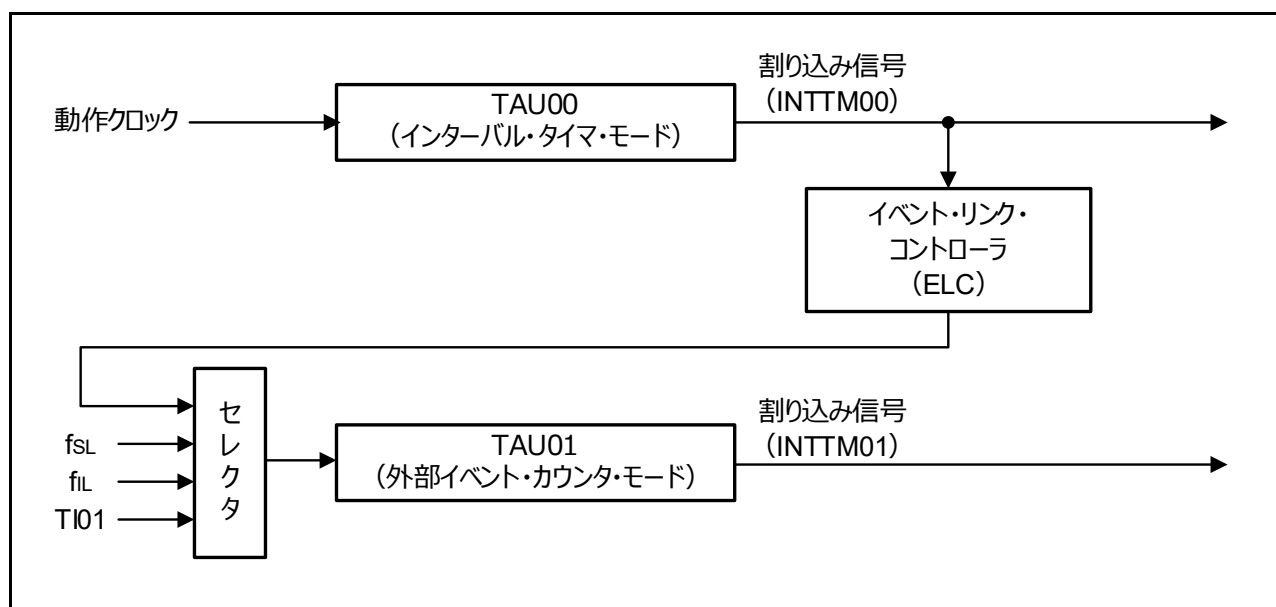 割り込み信号
（INTTM00）
動作クロック
TAU00
（インターバル・タイマ・モード）
イベント・リンク・
コントローラ
（ELC）
セレクタ
fSL
fIL
TI01
TAU01
（外部イベント・カウンタ・モード）
割り込み信号
（INTTM01）